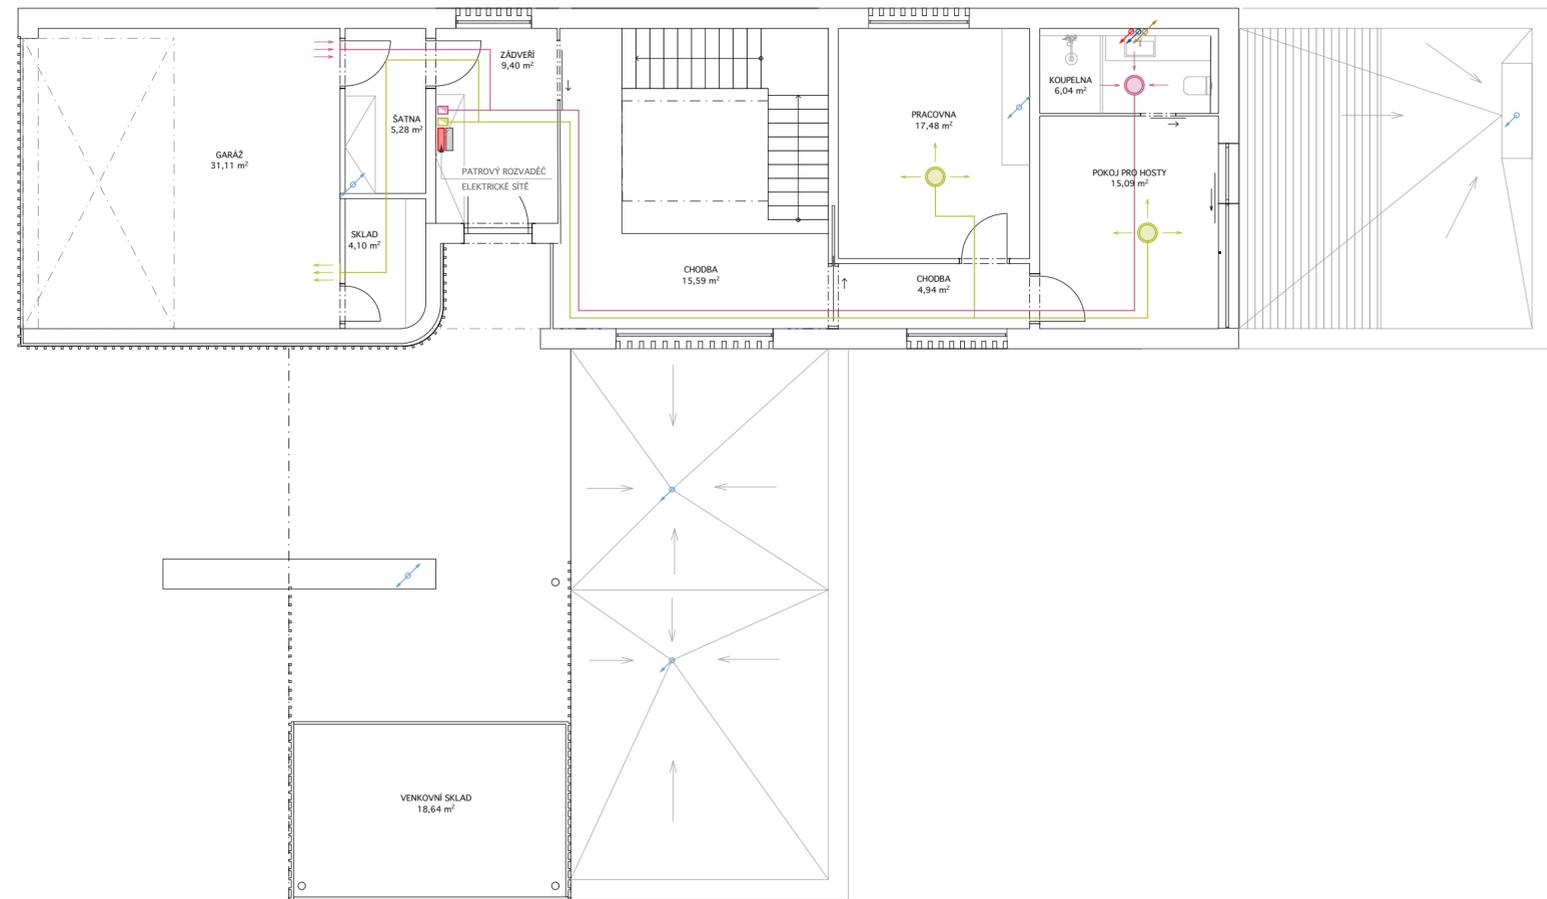 ZÁDVEŘÍ
9,40 m²
KOUPELNA
6,04 m²
ŠATNA
5,28 m²
PRACOVNA
17,48 m²
GARÁŽ
31,11 m²
PATROVÝ ROZVADĚČ
ELEKTRICKÉ SÍTĚ
POKOJ PRO HOSTY
15,09 m²
SKLAD
4,10 m²
CHODBA
15,59 m²
CHODBA
4,94 m²
VENKOVNÍ SKLAD
18,64 m²